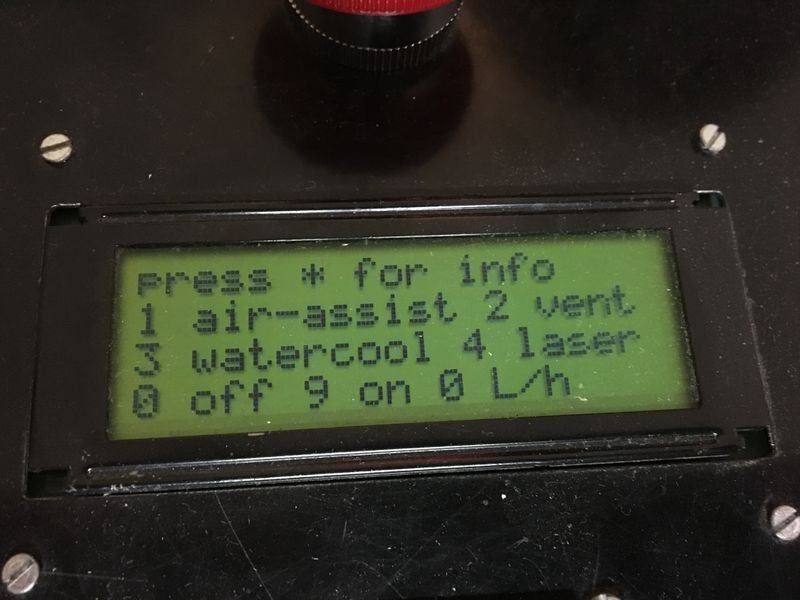 press * for info
1 air-assist 2 vent
3 watercool 4 laser
0 off 9 on 0 L/h